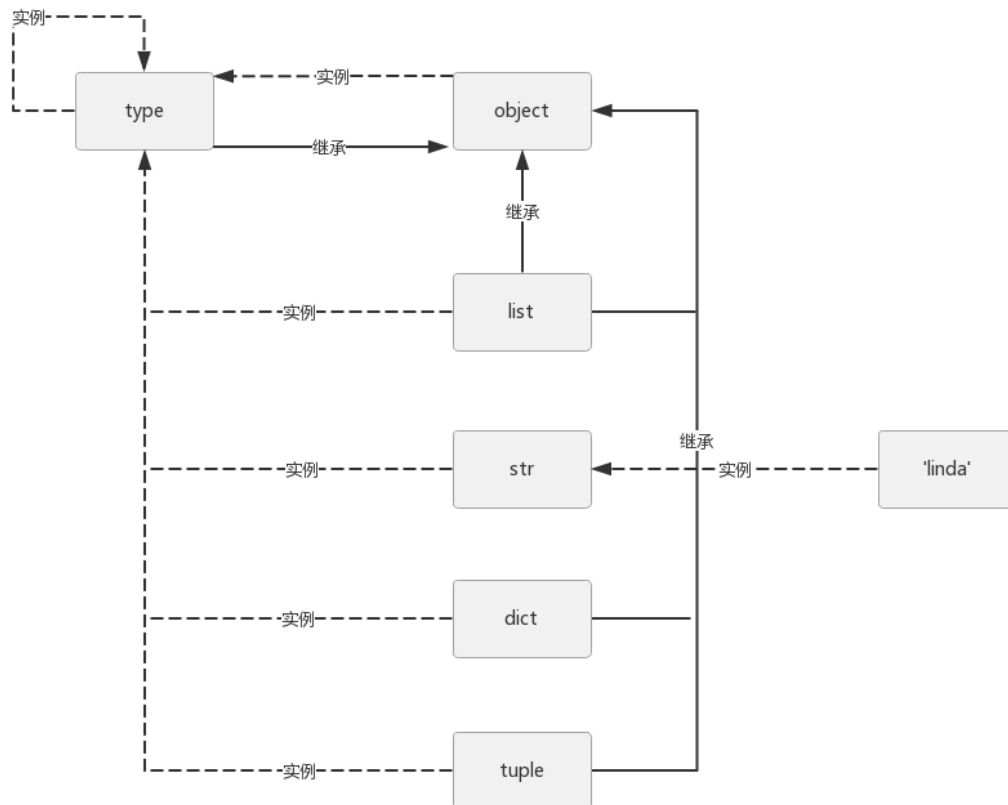 实例
实例
type
object
继承
继承
实例
list
继承
实例
str
实例
'linda'
实例
dict
实例
tuple